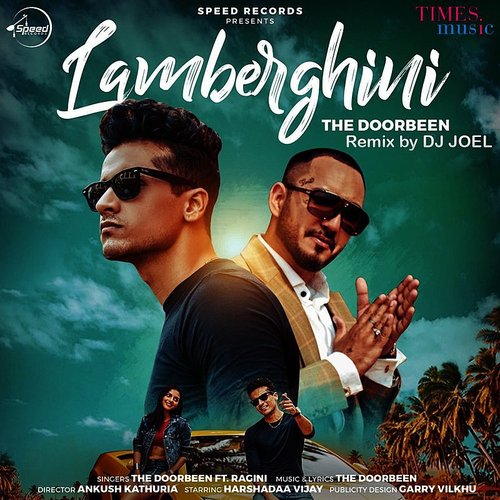 SPEED RECORDS
PRESENTS
Speed
RECORDS
TIMES.
music
Lamberghini
THE DOORBEEN
Remix by DJ JOEL
SINGERS THE DOORBEEN FT. RAGINI MUSIC & LYRICS THE DOORBEEN
DIRECTOR ANKUSH KATHURIA STARRING HARSHADAA VIJAY PUBLICITY DESIGN GARRY VILKHU